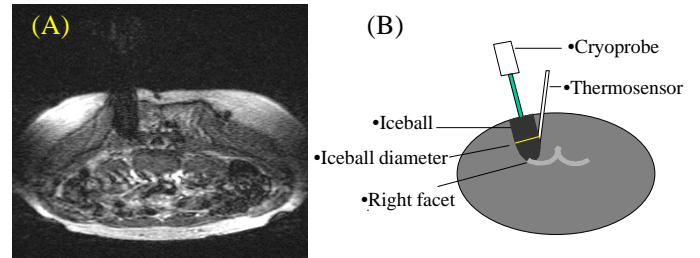 (A)
(B)
•Cryoprobe
•Thermosensor
•Iceball
•Iceball diameter
•Right facet